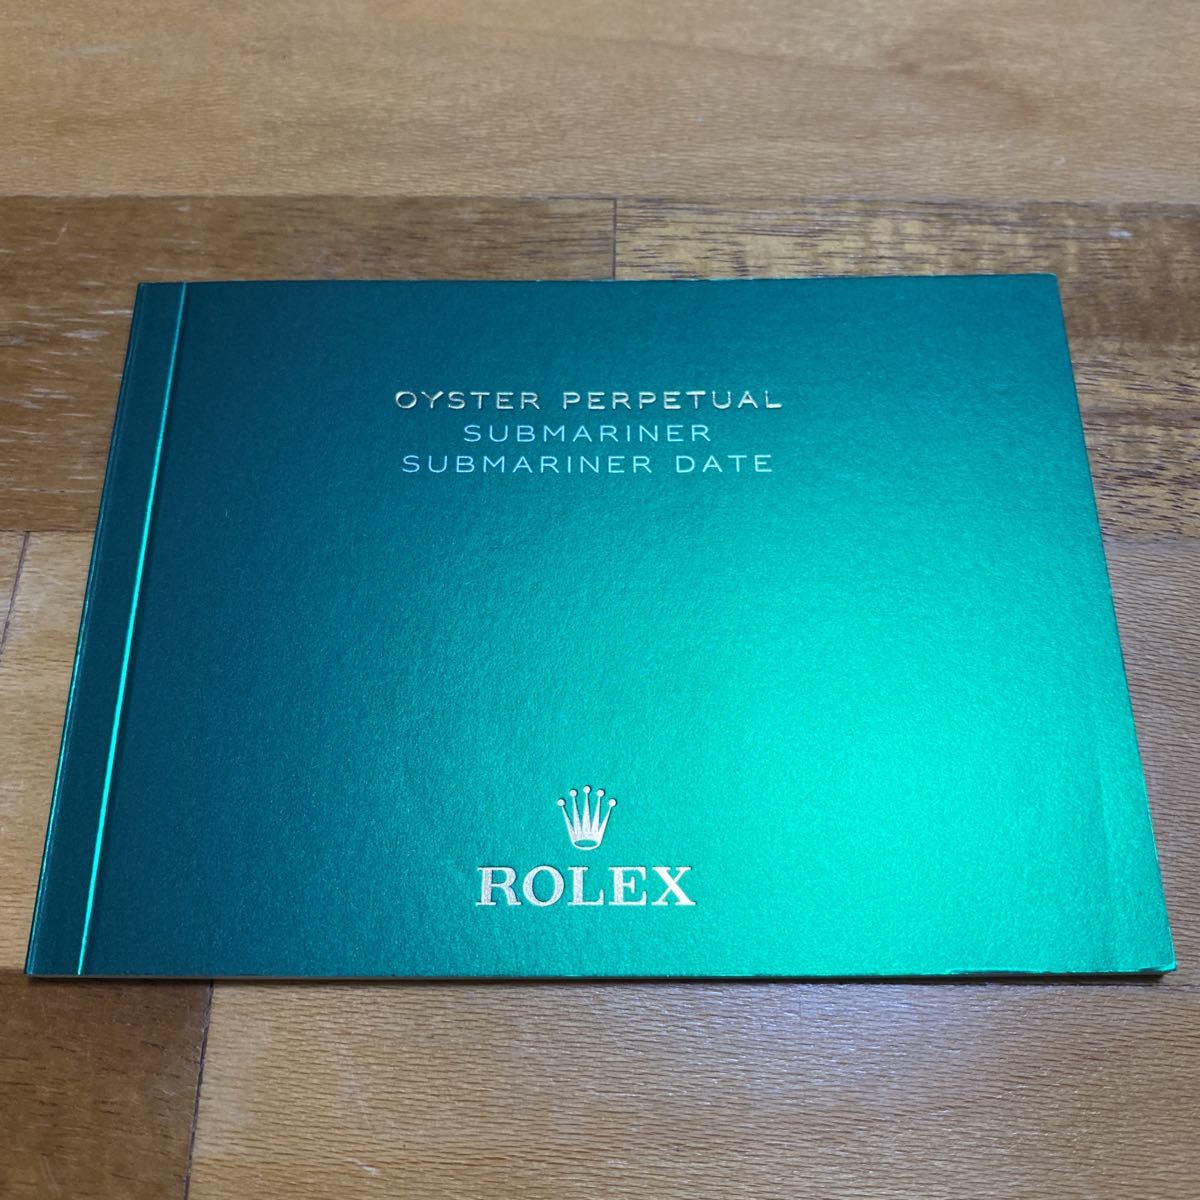 OYSTER PERPETUAL
SUBMARINER
SUBMARINER DATE
ROLEX